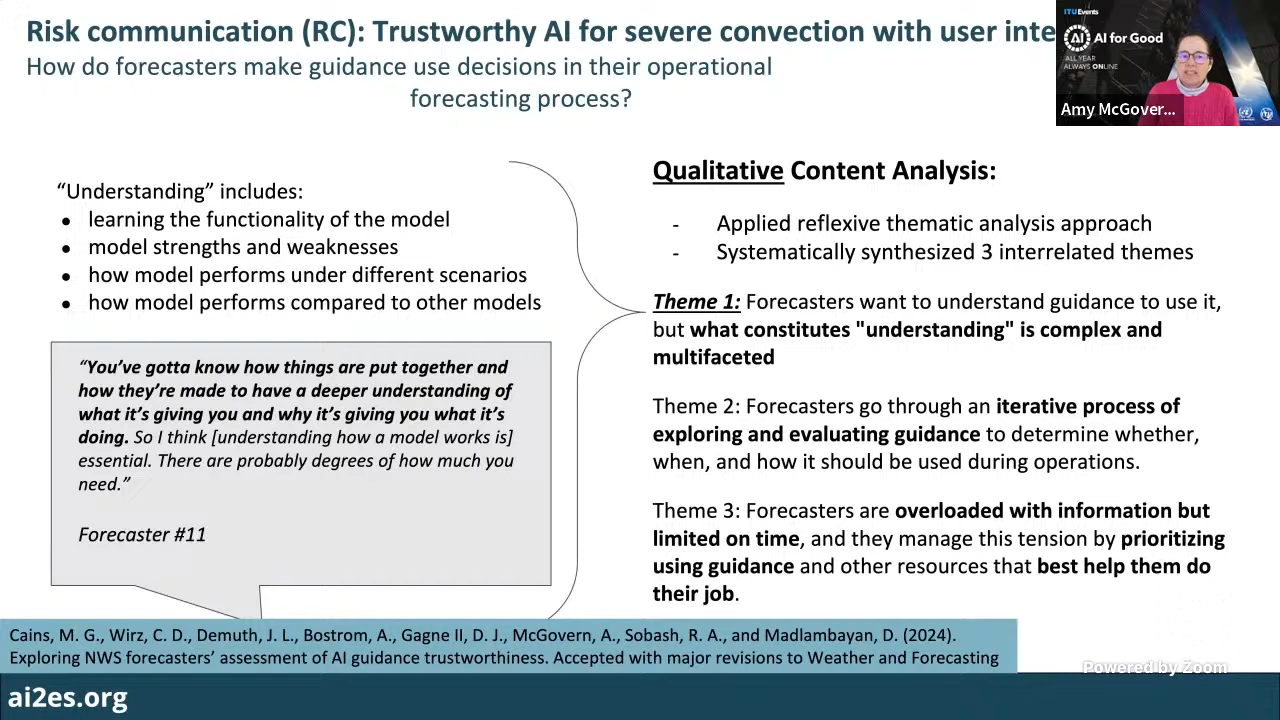 Risk communication (RC): Trustworthy AI for severe convection with user inte
How do forecasters make guidance use decisions in their operational
forecasting process?
ITUEvents
AI
AI for Good
ALL YEAR
ALWAYS ONLINE
Amy McGover...
“Understanding” includes:
● learning the functionality of the model
● model strengths and weaknesses
● how model performs under different scenarios
● how model performs compared to other models
“You’ve gotta know how things are put together and
how they’re made to have a deeper understanding of
what it’s giving you and why it’s giving you what it’s
doing. So I think [understanding how a model works is]
essential. There are probably degrees of how much you
need.”
Forecaster #11
Qualitative Content Analysis:
- Applied reflexive thematic analysis approach
- Systematically synthesized 3 interrelated themes
Theme 1: Forecasters want to understand guidance to use it,
but what constitutes "understanding" is complex and
multifaceted
Theme 2: Forecasters go through an iterative process of
exploring and evaluating guidance to determine whether,
when, and how it should be used during operations.
Theme 3: Forecasters are overloaded with information but
limited on time, and they manage this tension by prioritizing
using guidance and other resources that best help them do
their job.
Cains, M. G., Wirz, C. D., Demuth, J. L., Bostrom, A., Gagne II, D. J., McGovern, A., Sobash, R. A., and Madlambayan, D. (2024).
Exploring NWS forecasters’ assessment of AI guidance trustworthiness. Accepted with major revisions to Weather and Forecasting
Powered by Zoom
ai2es.org